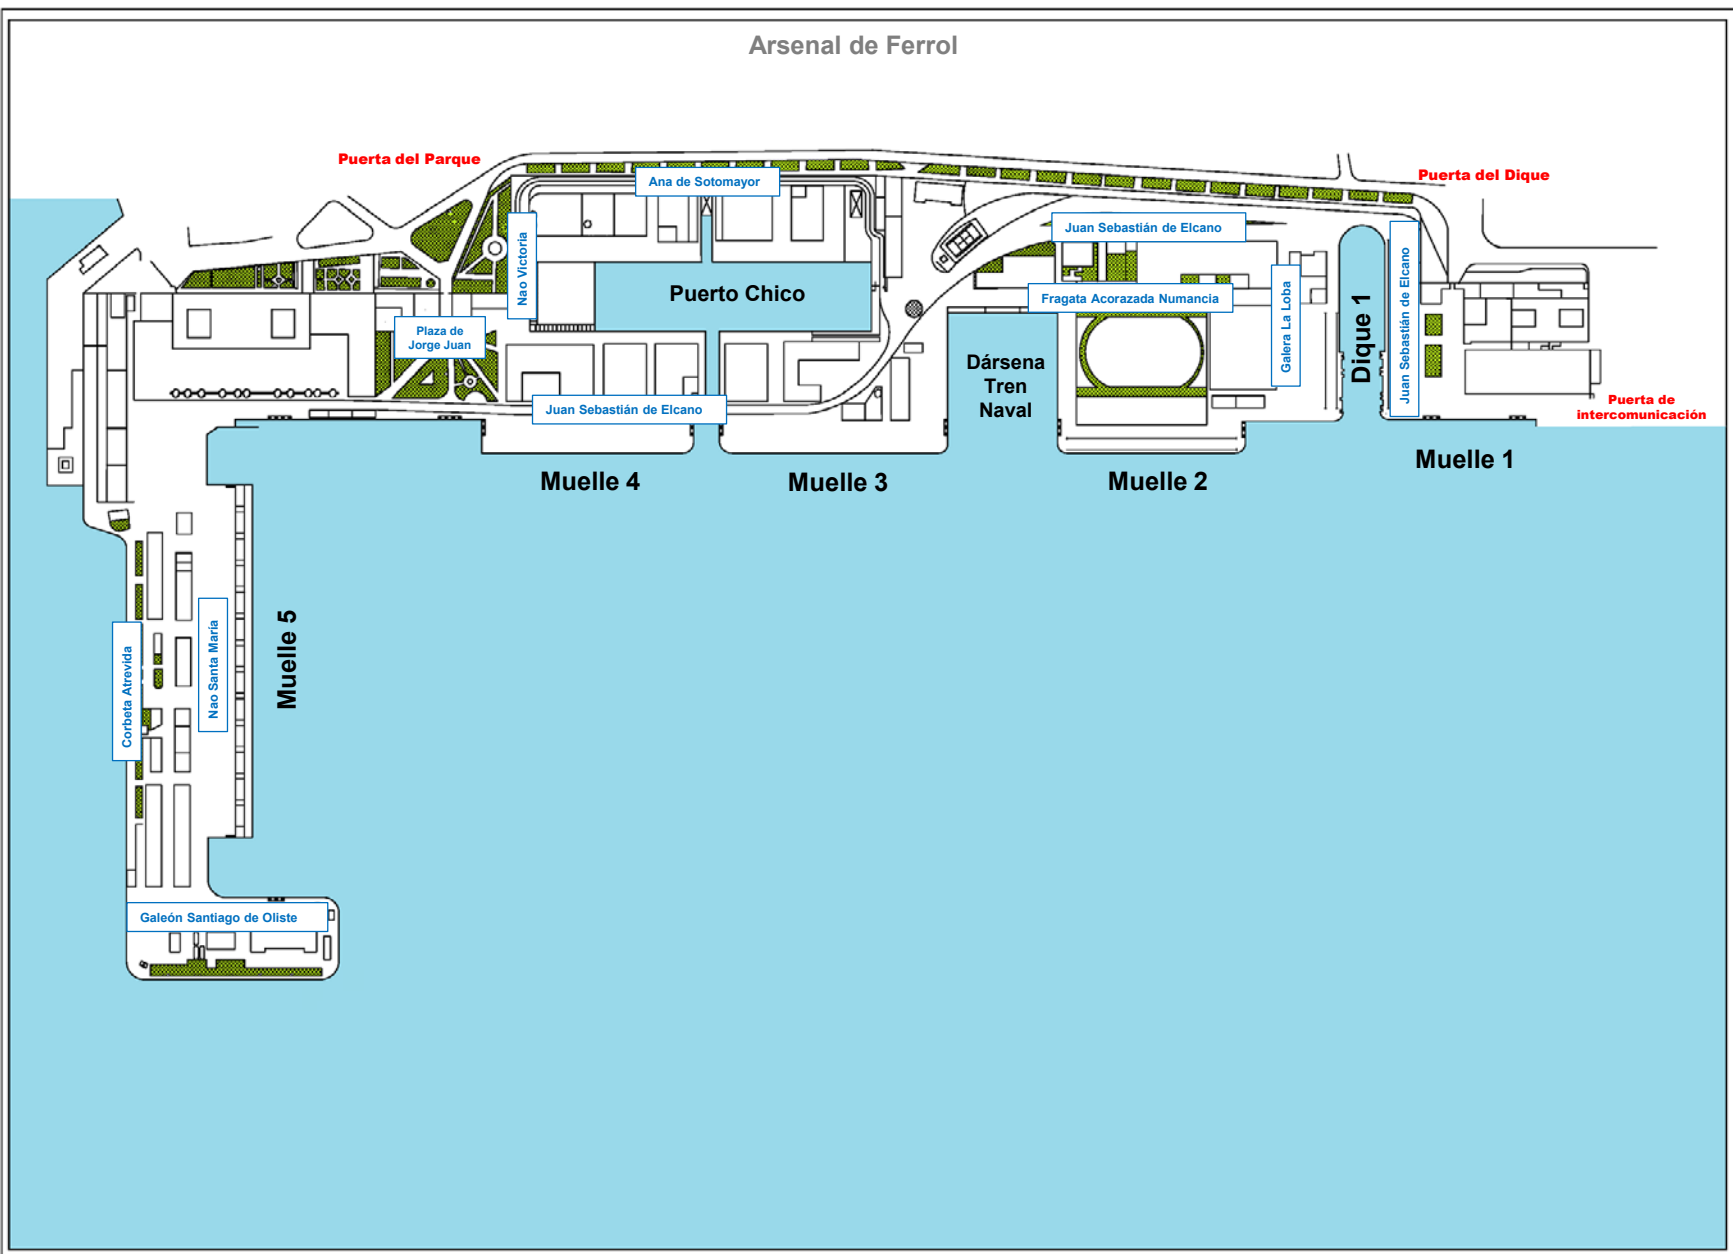 Arsenal de Ferrol
Puerta del Parque
Ana de Sotomayor
Puerta del Dique
Nao Victoria
Juan Sebastián de Elcano
Juan Sebastián de Elcano
Puerto Chico
Fragata Acorazada Numancia
Galera La Loba
Plaza de
Jorge Juan
Dique 1
Dársena
Tren
Naval
Juan Sebastián de Elcano
Puerta de
intercomunicación
Muelle 4
Muelle 3
Muelle 2
Muelle 1
Corbeta Atrevida
Nao Santa María
Muelle 5
Galeón Santiago de Oliste